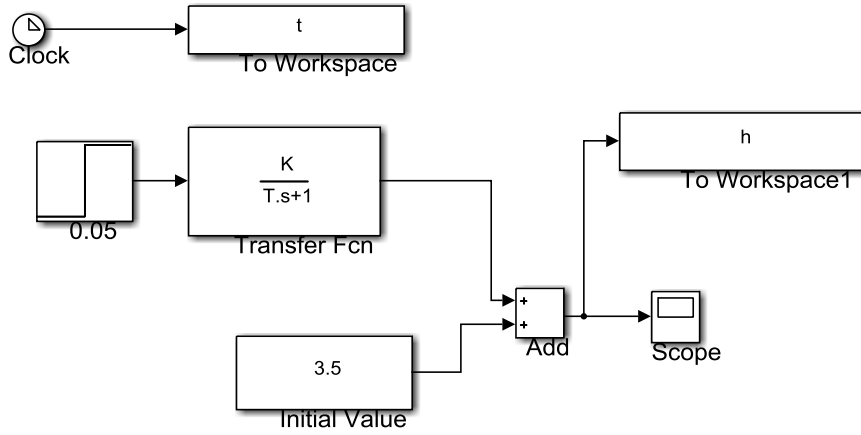 t
Clock
To Workspace
h
To Workspace1
K
T.s+1
0.05
Transfer Fcn
+
+
Add
Scope
3.5
Initial Value